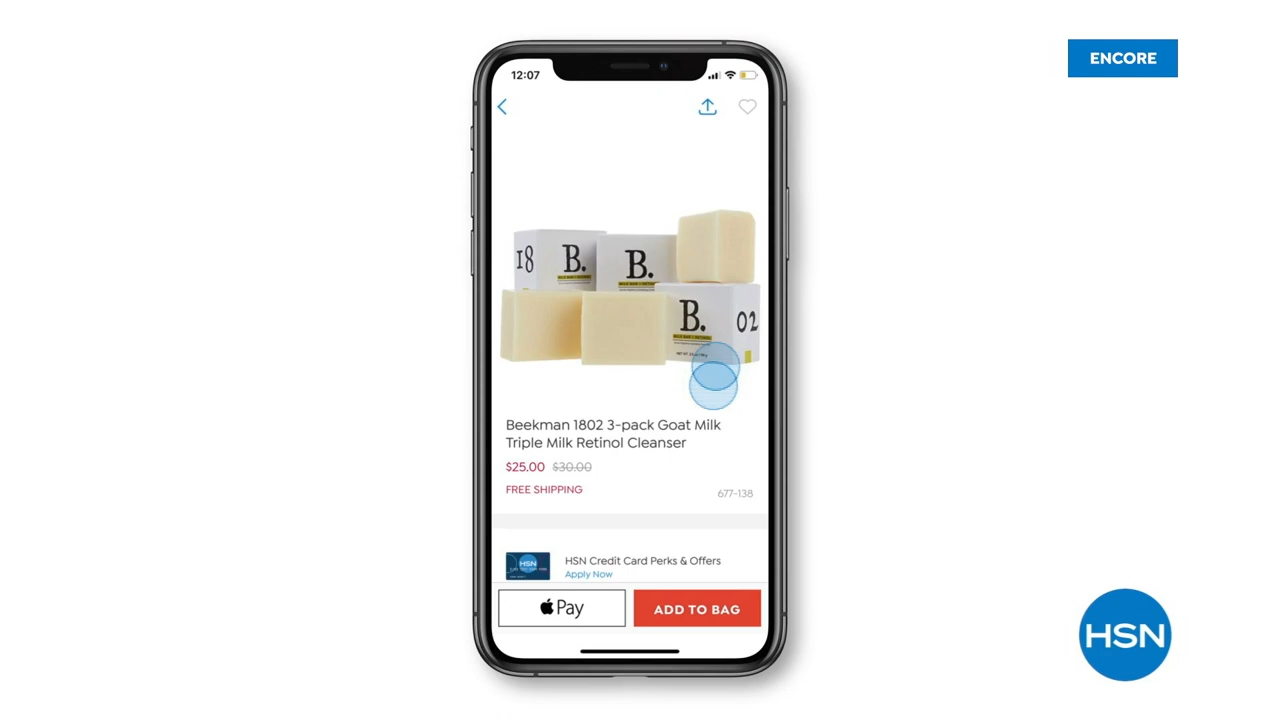 ENCORE
12:07
18
B.
B.
B.
02
Beekman 1802 3-pack Goat Milk
Triple Milk Retinol Cleanser
$25.00 $30.00
FREE SHIPPING
677-138
HSN
HSN Credit Card Perks & Offers
Apply Now
Pay
ADD TO BAG
HSN